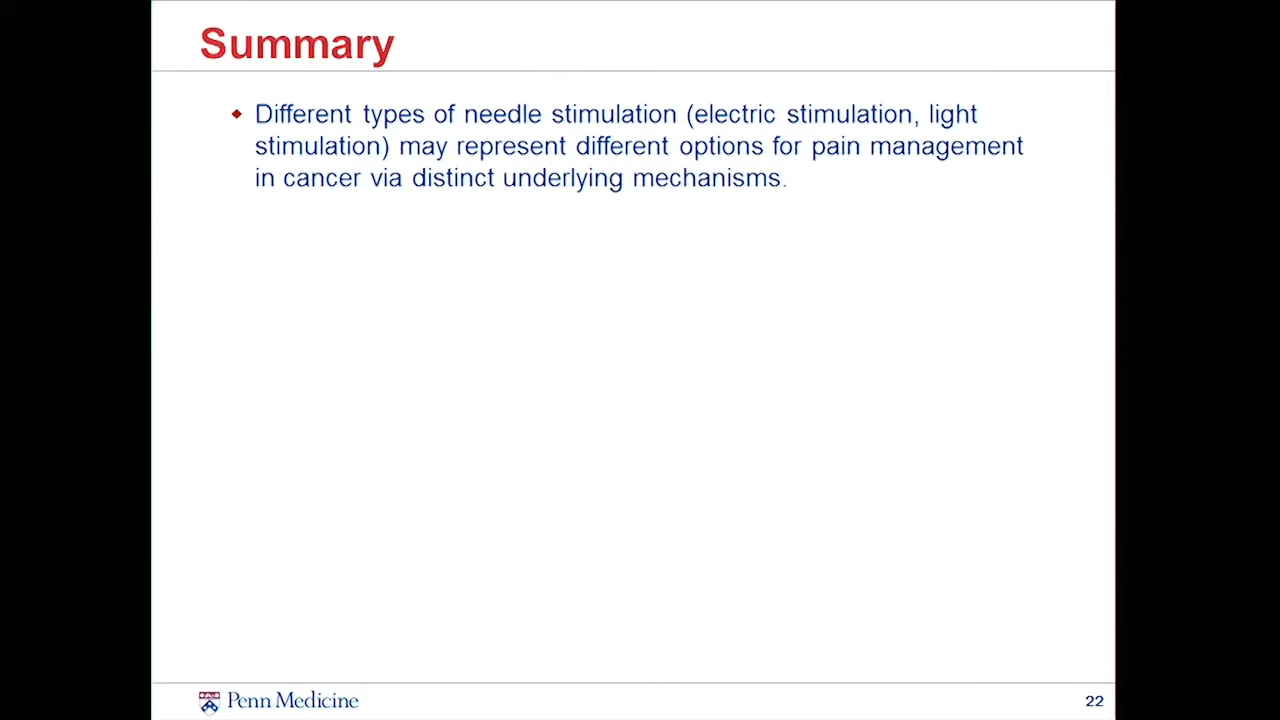 Summary
Different types of needle stimulation (electric stimulation, light
stimulation) may represent different options for pain management
in cancer via distinct underlying mechanisms.
Penn Medicine
22